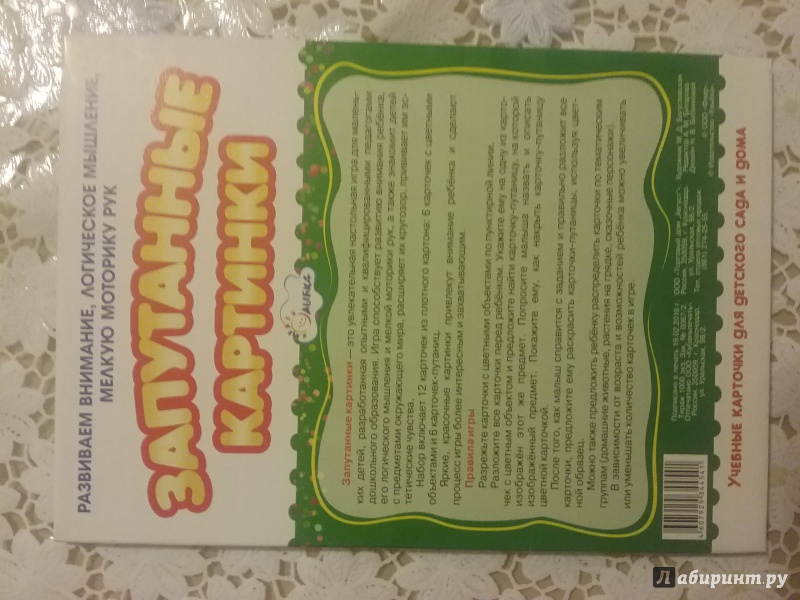 РАЗВИВАЕМ ВНИМАНИЕ, ЛОГИЧЕСКОЕ МЫШЛЕНИЕ,
МЕЛКУЮ МОТОРИКУ РУК
ЗАПУТАННЫЕ
КАРТИНКИ
Улыбка
Запутанные картинки — это увлекательная настольная игра для малень-
ких детей, разработанная опытными и квалифицированными педагогами
дошкольного образования. Игра способствует развитию внимания ребёнка,
его логического мышления и мелкой моторики рук, а также знакомит детей
с предметами окружающего мира, расширяет их кругозор, прививает им эс-
тетические чувства.
Набор включает 12 карточек из плотного картона: 6 карточек с цветными
объектами и 6 карточек-путаниц.
Яркие, красочные картинки привлекут внимание ребёнка и сделают
процесс игры более интересным и захватывающим.
Правила игры
Разрежьте карточки с цветными объектами по пунктирной линии.
Разложите все карточки перед ребёнком. Укажите ему на одну из карто-
чек с цветным объектом и предложите найти карточку-путаницу, на которой
изображён этот же предмет. Попросите малыша назвать и описать
изображённый предмет. Покажите ему, как накрыть карточку-путаницу
цветной карточкой.
После того, как малыш справится с заданием и правильно разложит все
карточки, предложите ему раскрасить карточки-путаницы, используя цвет-
ной образец.
Можно также предложить ребёнку распределить карточки по тематическим
группам (домашние животные, растения на грядке, сказочные персонажи).
В зависимости от возраста и возможностей ребёнка можно увеличивать
или уменьшать количество карточек в игре.
УЧЕБНЫЕ КАРТОЧКИ ДЛЯ ДЕТСКОГО САДА И ДОМА
Лабиринт.ру